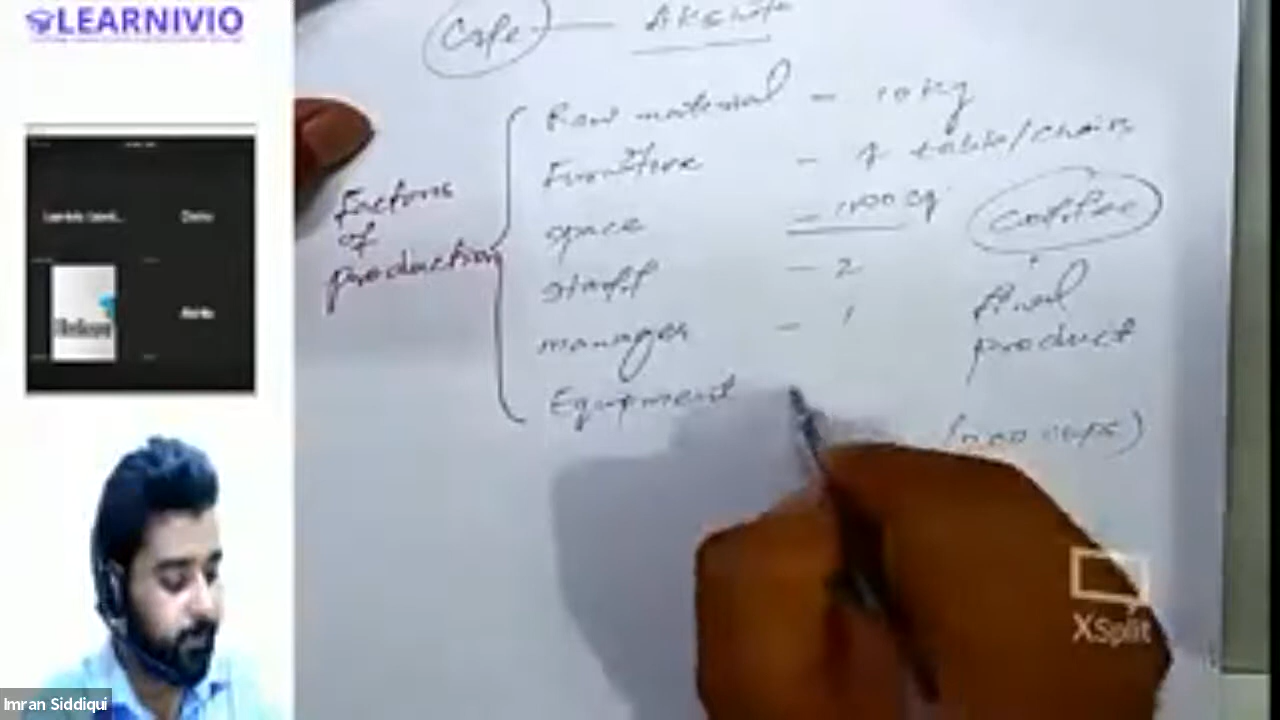 LEARNIVIO
Cafe — Akshita
Raw material — 10 kg
Furniture — 4 table/chairs
space — 1000 sq
staff — 2
manager — 1
Equipment
Factors
of
production
coffee
final
product
cups)
XSplit
Imran Siddiqui